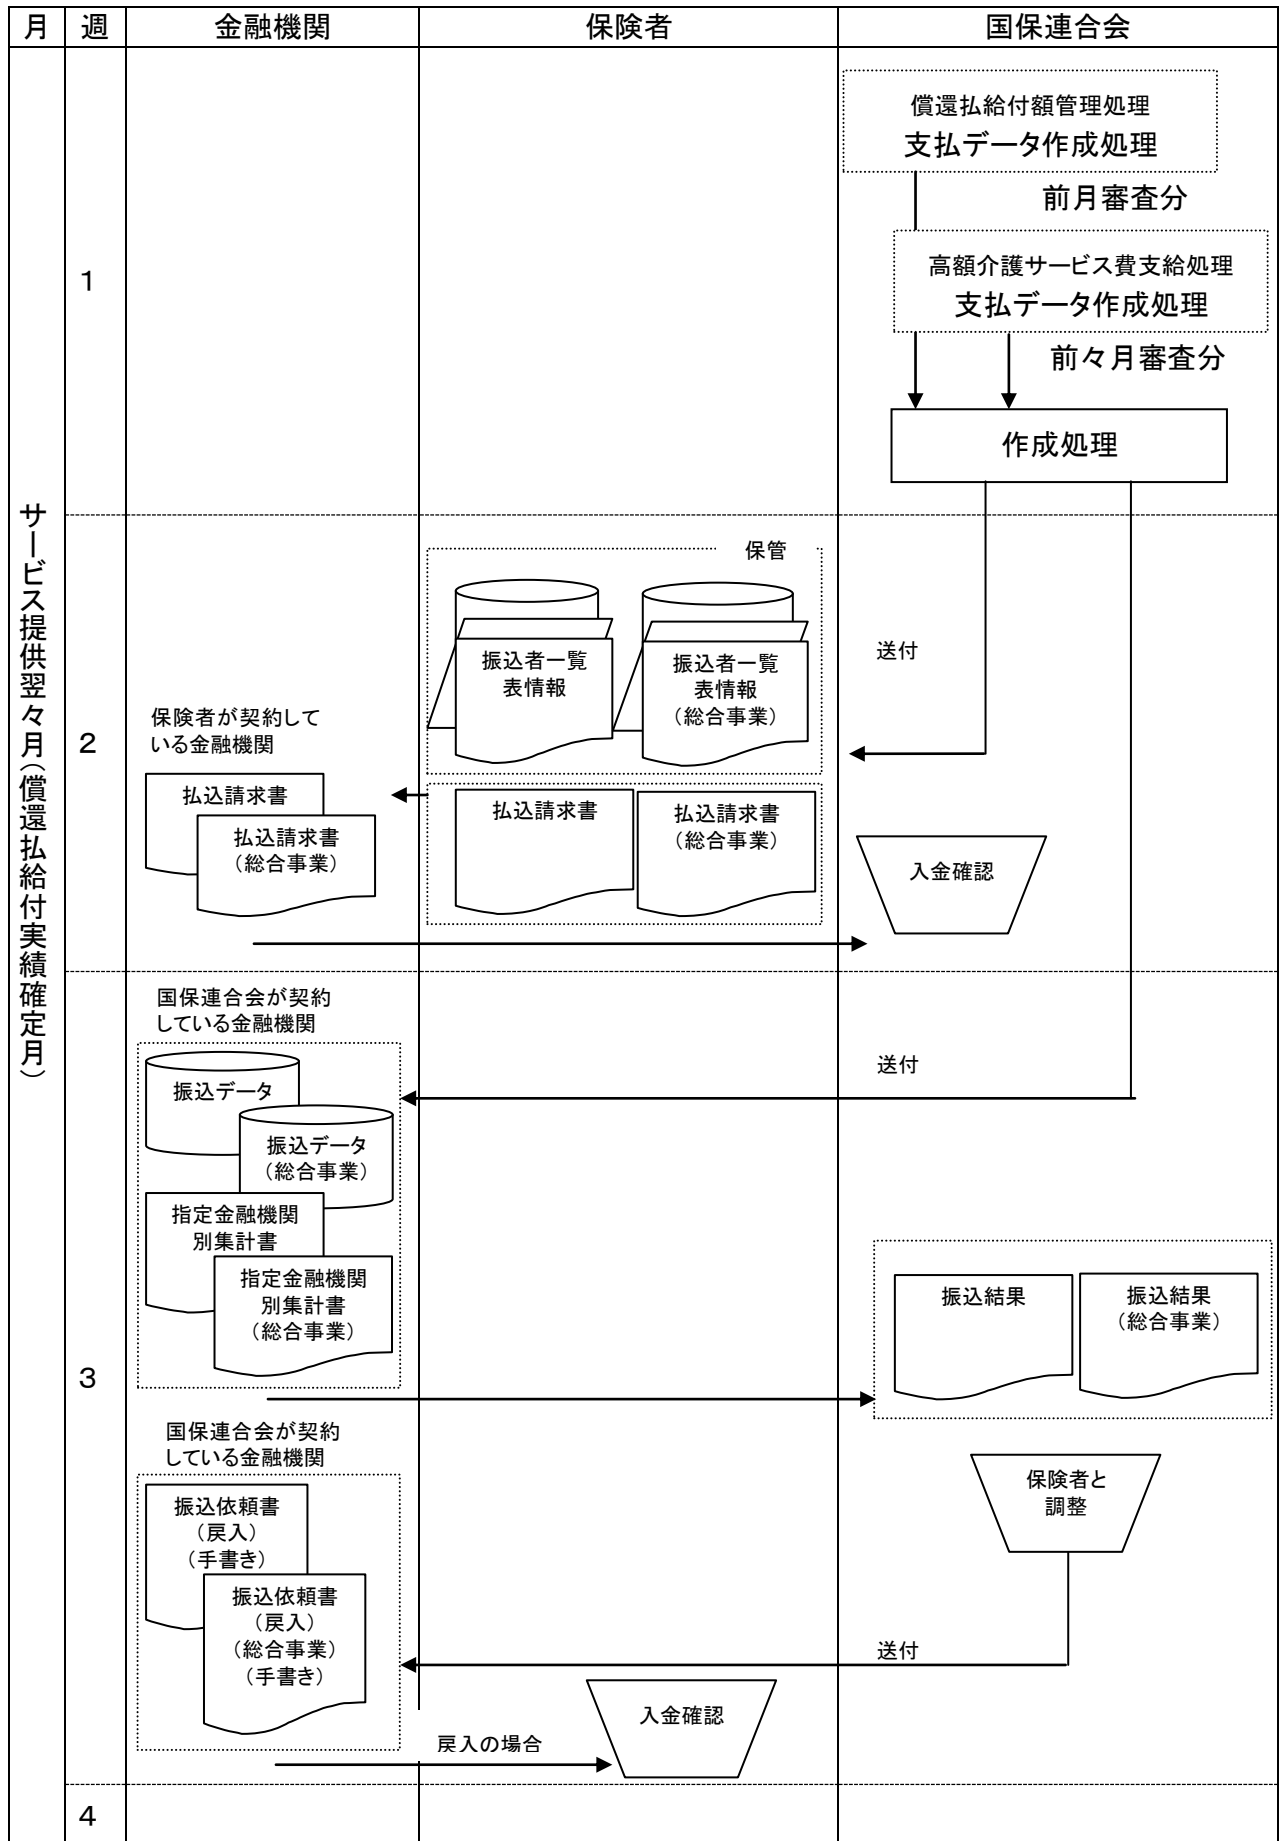 月
週
金融機関
保険者
国保連合会
サービス提供翌々月（償還払給付実績確定月）
1
償還払給付額管理処理
支払データ作成処理
前月審査分
高額介護サービス費支給処理
支払データ作成処理
前々月審査分
作成処理
2
保管
振込者一覧
表情報
振込者一覧
表情報
（総合事業）
送付
保険者が契約して
いる金融機関
払込請求書
払込請求書
（総合事業）
払込請求書
払込請求書
（総合事業）
入金確認
3
国保連合会が契約
している金融機関
送付
振込データ
振込データ
（総合事業）
指定金融機関
別集計書
指定金融機関
別集計書
（総合事業）
振込結果
振込結果
（総合事業）
国保連合会が契約
している金融機関
振込依頼書
（戻入）
（手書き）
振込依頼書
（戻入）
（総合事業）
（手書き）
保険者と
調整
送付
入金確認
戻入の場合
4